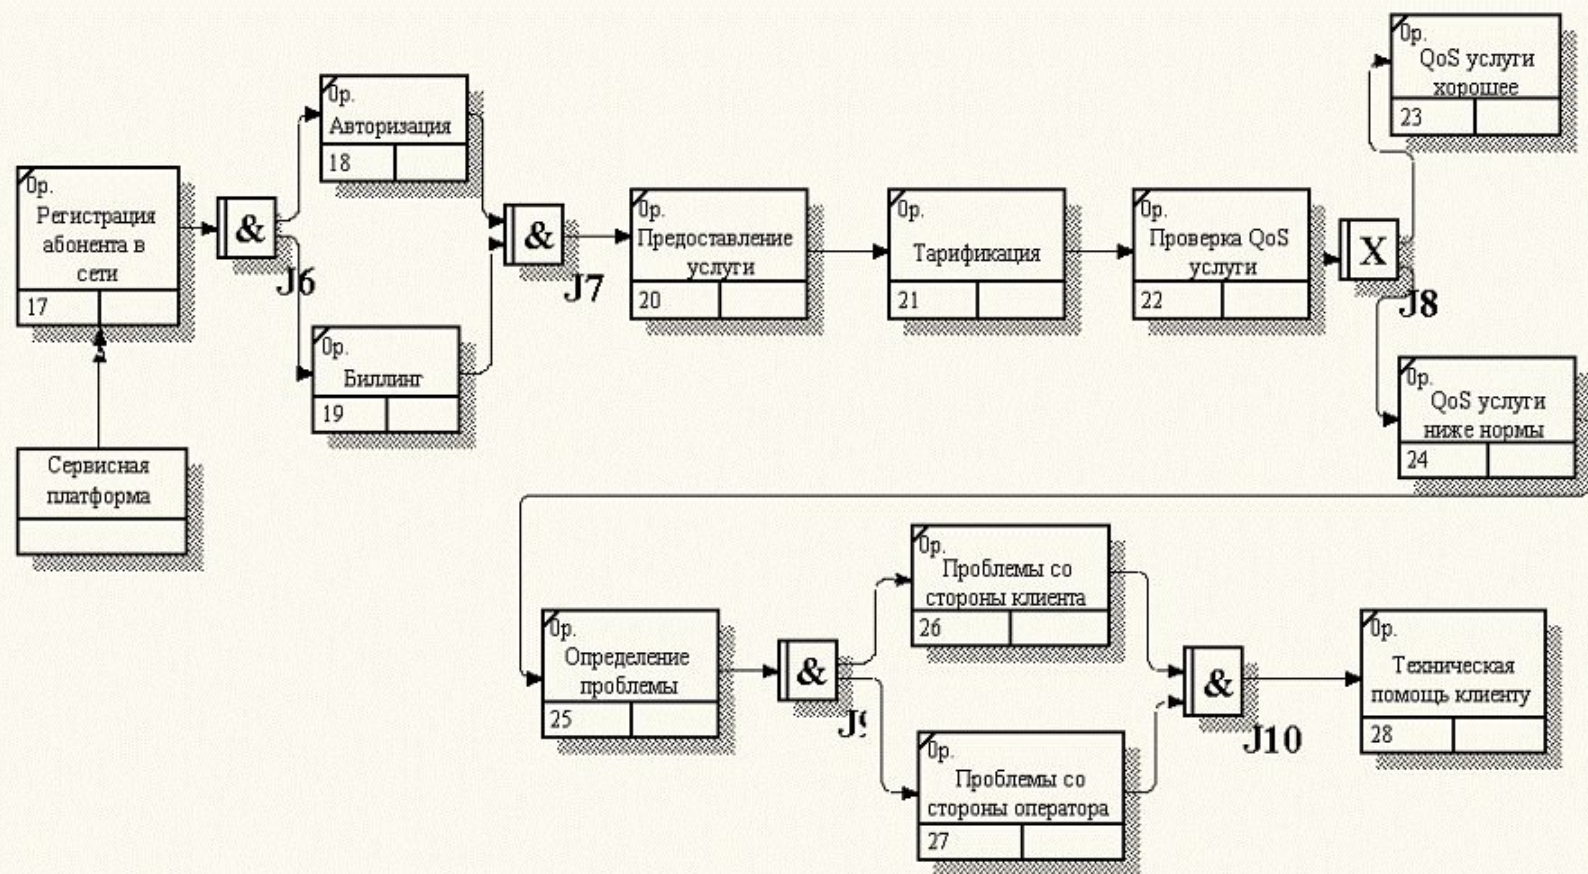 0р.
Регистрация
абонента в
сети
17
&
J6
0р.
Авторизация
18
0р.
Биллинг
19
&
J7
0р.
Предоставление
услуги
20
0р.
Тарификация
21
0р.
Проверка QoS
услуги
22
X
J8
0р.
QoS услуги
хорошее
23
0р.
QoS услуги
ниже нормы
24
Сервисная
платформа
0р.
Определение
проблемы
25
&
J9
0р.
Проблемы со
стороны клиента
26
0р.
Проблемы со
стороны оператора
27
&
J10
0р.
Техническая
помощь клиенту
28